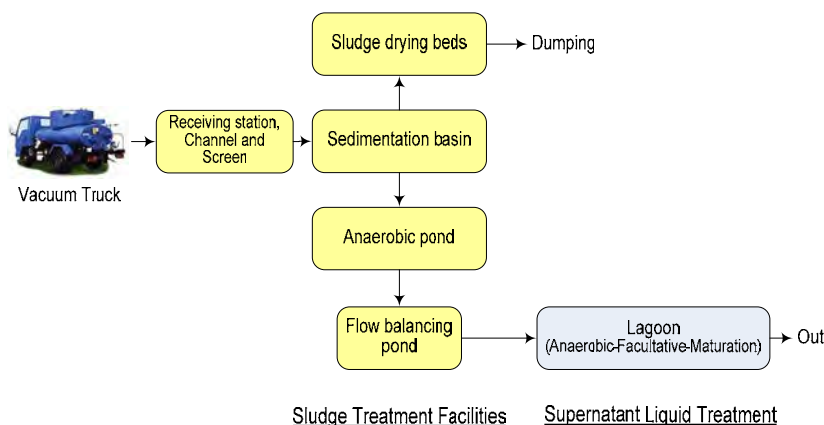 Sludge drying beds
Dumping
Receiving station,
Channel and
Screen
Sedimentation basin
Vacuum Truck
Anaerobic pond
Flow balancing
pond
Lagoon
(Anaerobic-Facultative-Maturation)
Out
Sludge Treatment Facilities
Supernatant Liquid Treatment